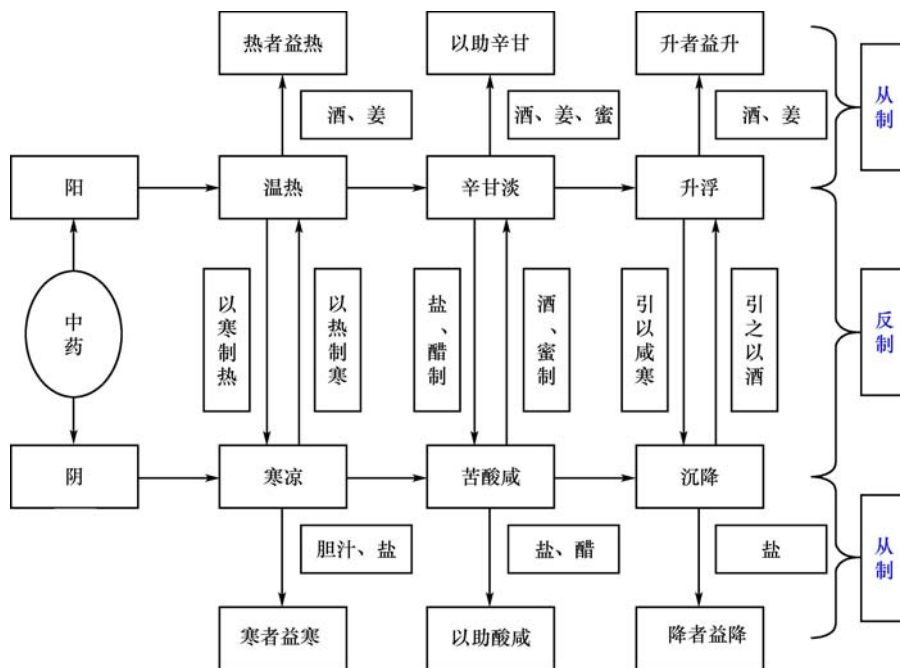 热者益热
以助辛甘
升者益升
从制
酒、姜
酒、姜、蜜
酒、姜
阳
温热
辛甘淡
升浮
中药
以寒制热
以热制寒
盐、醋制
酒、蜜制
引以咸寒
引之以酒
反制
阴
寒凉
苦酸咸
沉降
从制
胆汁、盐
盐、醋
盐
寒者益寒
以助酸咸
降者益降